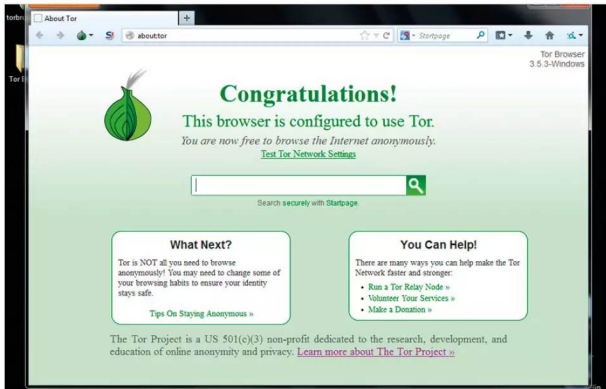 torbro
About Tor
about:tor
Startpage
Tor Browser
3.5.3-Windows
Congratulations!
This browser is configured to use Tor.
You are now free to browse the Internet anonymously.
Test Tor Network Settings
Search securely with Startpage.
What Next?
Tor is NOT all you need to browse
anonymously! You may need to change some of
your browsing habits to ensure your identity
stays safe.
Tips On Staying Anonymous »
You Can Help!
There are many ways you can help make the Tor
Network faster and stronger:
• Run a Tor Relay Node »
• Volunteer Your Services »
• Make a Donation »
The Tor Project is a US 501(c)(3) non-profit dedicated to the research, development, and
education of online anonymity and privacy. Learn more about The Tor Project »